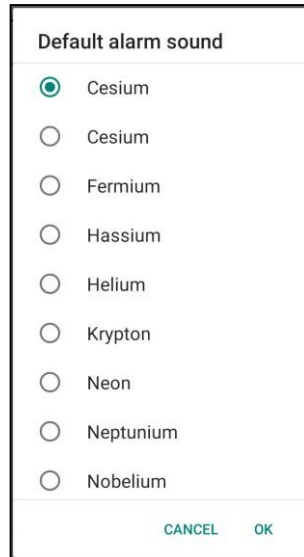 Default alarm sound
Cesium
Cesium
Fermium
Hassium
Helium
Krypton
Neon
Neptunium
Nobelium
CANCEL OK